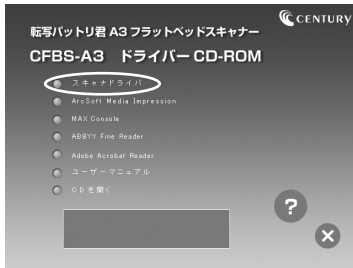 CENTURY
転写バットリ君 A3 フラットベッドスキャナー
CFBS-A3 ドライバー CD-ROM
スキャナドライバ
ArcSoft Media Impression
MAX Console
ABBYY Fine Reader
Adobe Acrobat Reader
ユーザーマニュアル
CDを開く
?
×